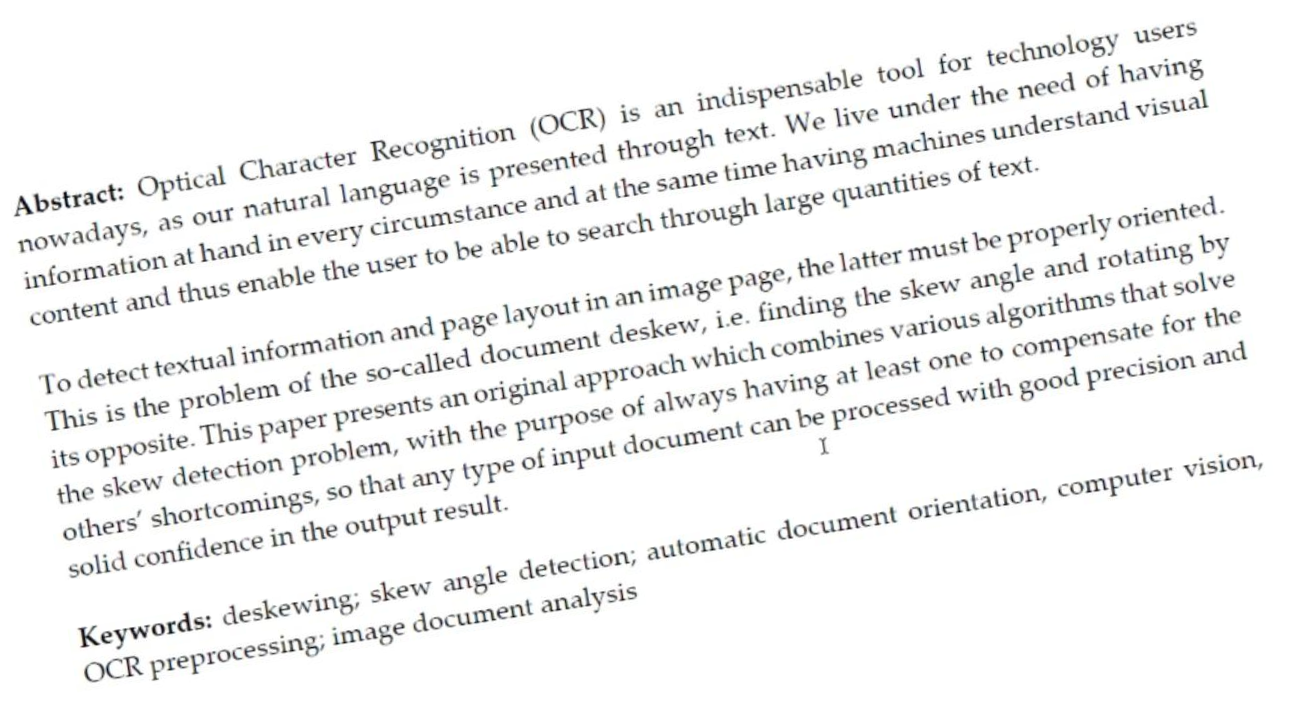 Abstract: Optical Character Recognition (OCR) is an indispensable tool for technology users
nowadays, as our natural language is presented through text. We live under the need of having
information at hand in every circumstance and at the same time having machines understand visual
content and thus enable the user to be able to search through large quantities of text.
To detect textual information and page layout in an image page, the latter must be properly oriented.
This is the problem of the so-called document deskew, i.e. finding the skew angle and rotating by
its opposite. This paper presents an original approach which combines various algorithms that solve
the skew detection problem, with the purpose of always having at least one to compensate for the
others' shortcomings, so that any type of input document can be processed with good precision and
solid confidence in the output result.
Keywords: deskewing; skew angle detection; automatic document orientation, computer vision,
OCR preprocessing; image document analysis